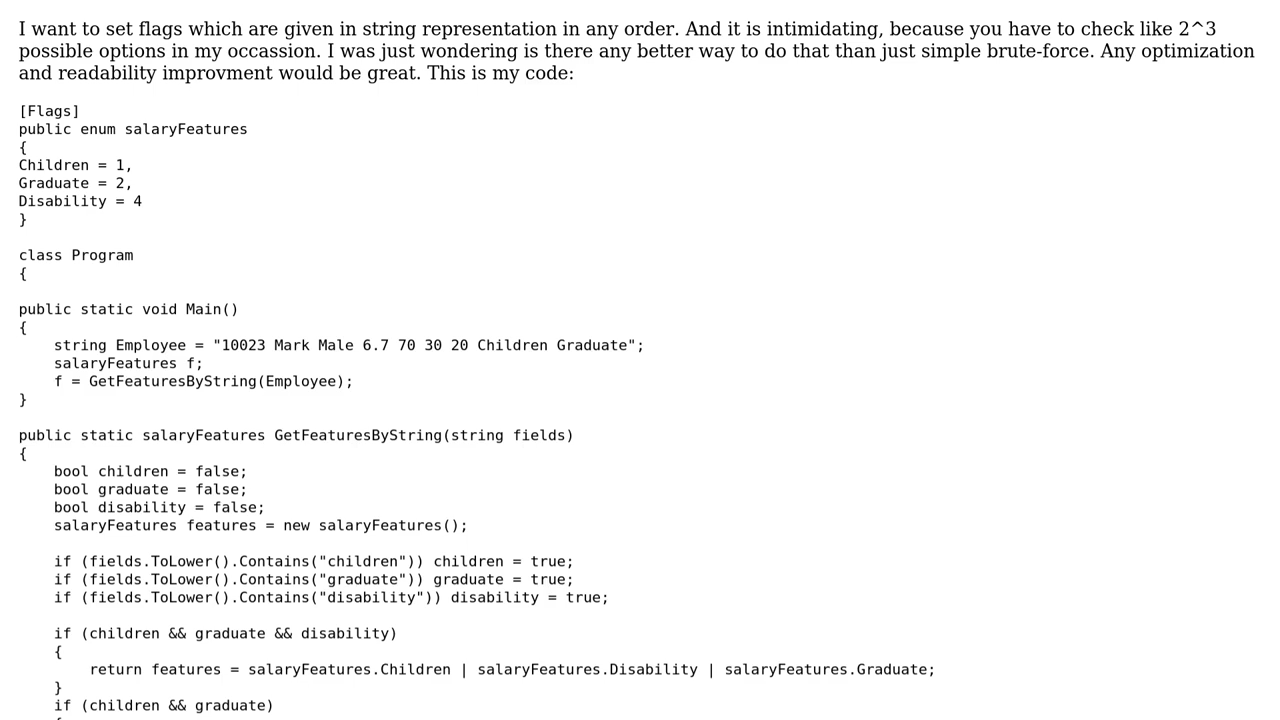 I want to set flags which are given in string representation in any order. And it is intimidating, because you have to check like 2^3
possible options in my occassion. I was just wondering is there any better way to do that than just simple brute-force. Any optimization
and readability improvment would be great. This is my code:
[Flags]
public enum salaryFeatures
{
Children = 1,
Graduate = 2,
Disability = 4
}
class Program
{
public static void Main()
{
    string Employee = "10023 Mark Male 6.7 70 30 20 Children Graduate";
    salaryFeatures f;
    f = GetFeaturesByString(Employee);
}
public static salaryFeatures GetFeaturesByString(string fields)
{
    bool children = false;
    bool graduate = false;
    bool disability = false;
    salaryFeatures features = new salaryFeatures();
    if (fields.ToLower().Contains("children")) children = true;
    if (fields.ToLower().Contains("graduate")) graduate = true;
    if (fields.ToLower().Contains("disability")) disability = true;
    if (children && graduate && disability)
    {
        return features = salaryFeatures.Children | salaryFeatures.Disability | salaryFeatures.Graduate;
    }
    if (children && graduate)